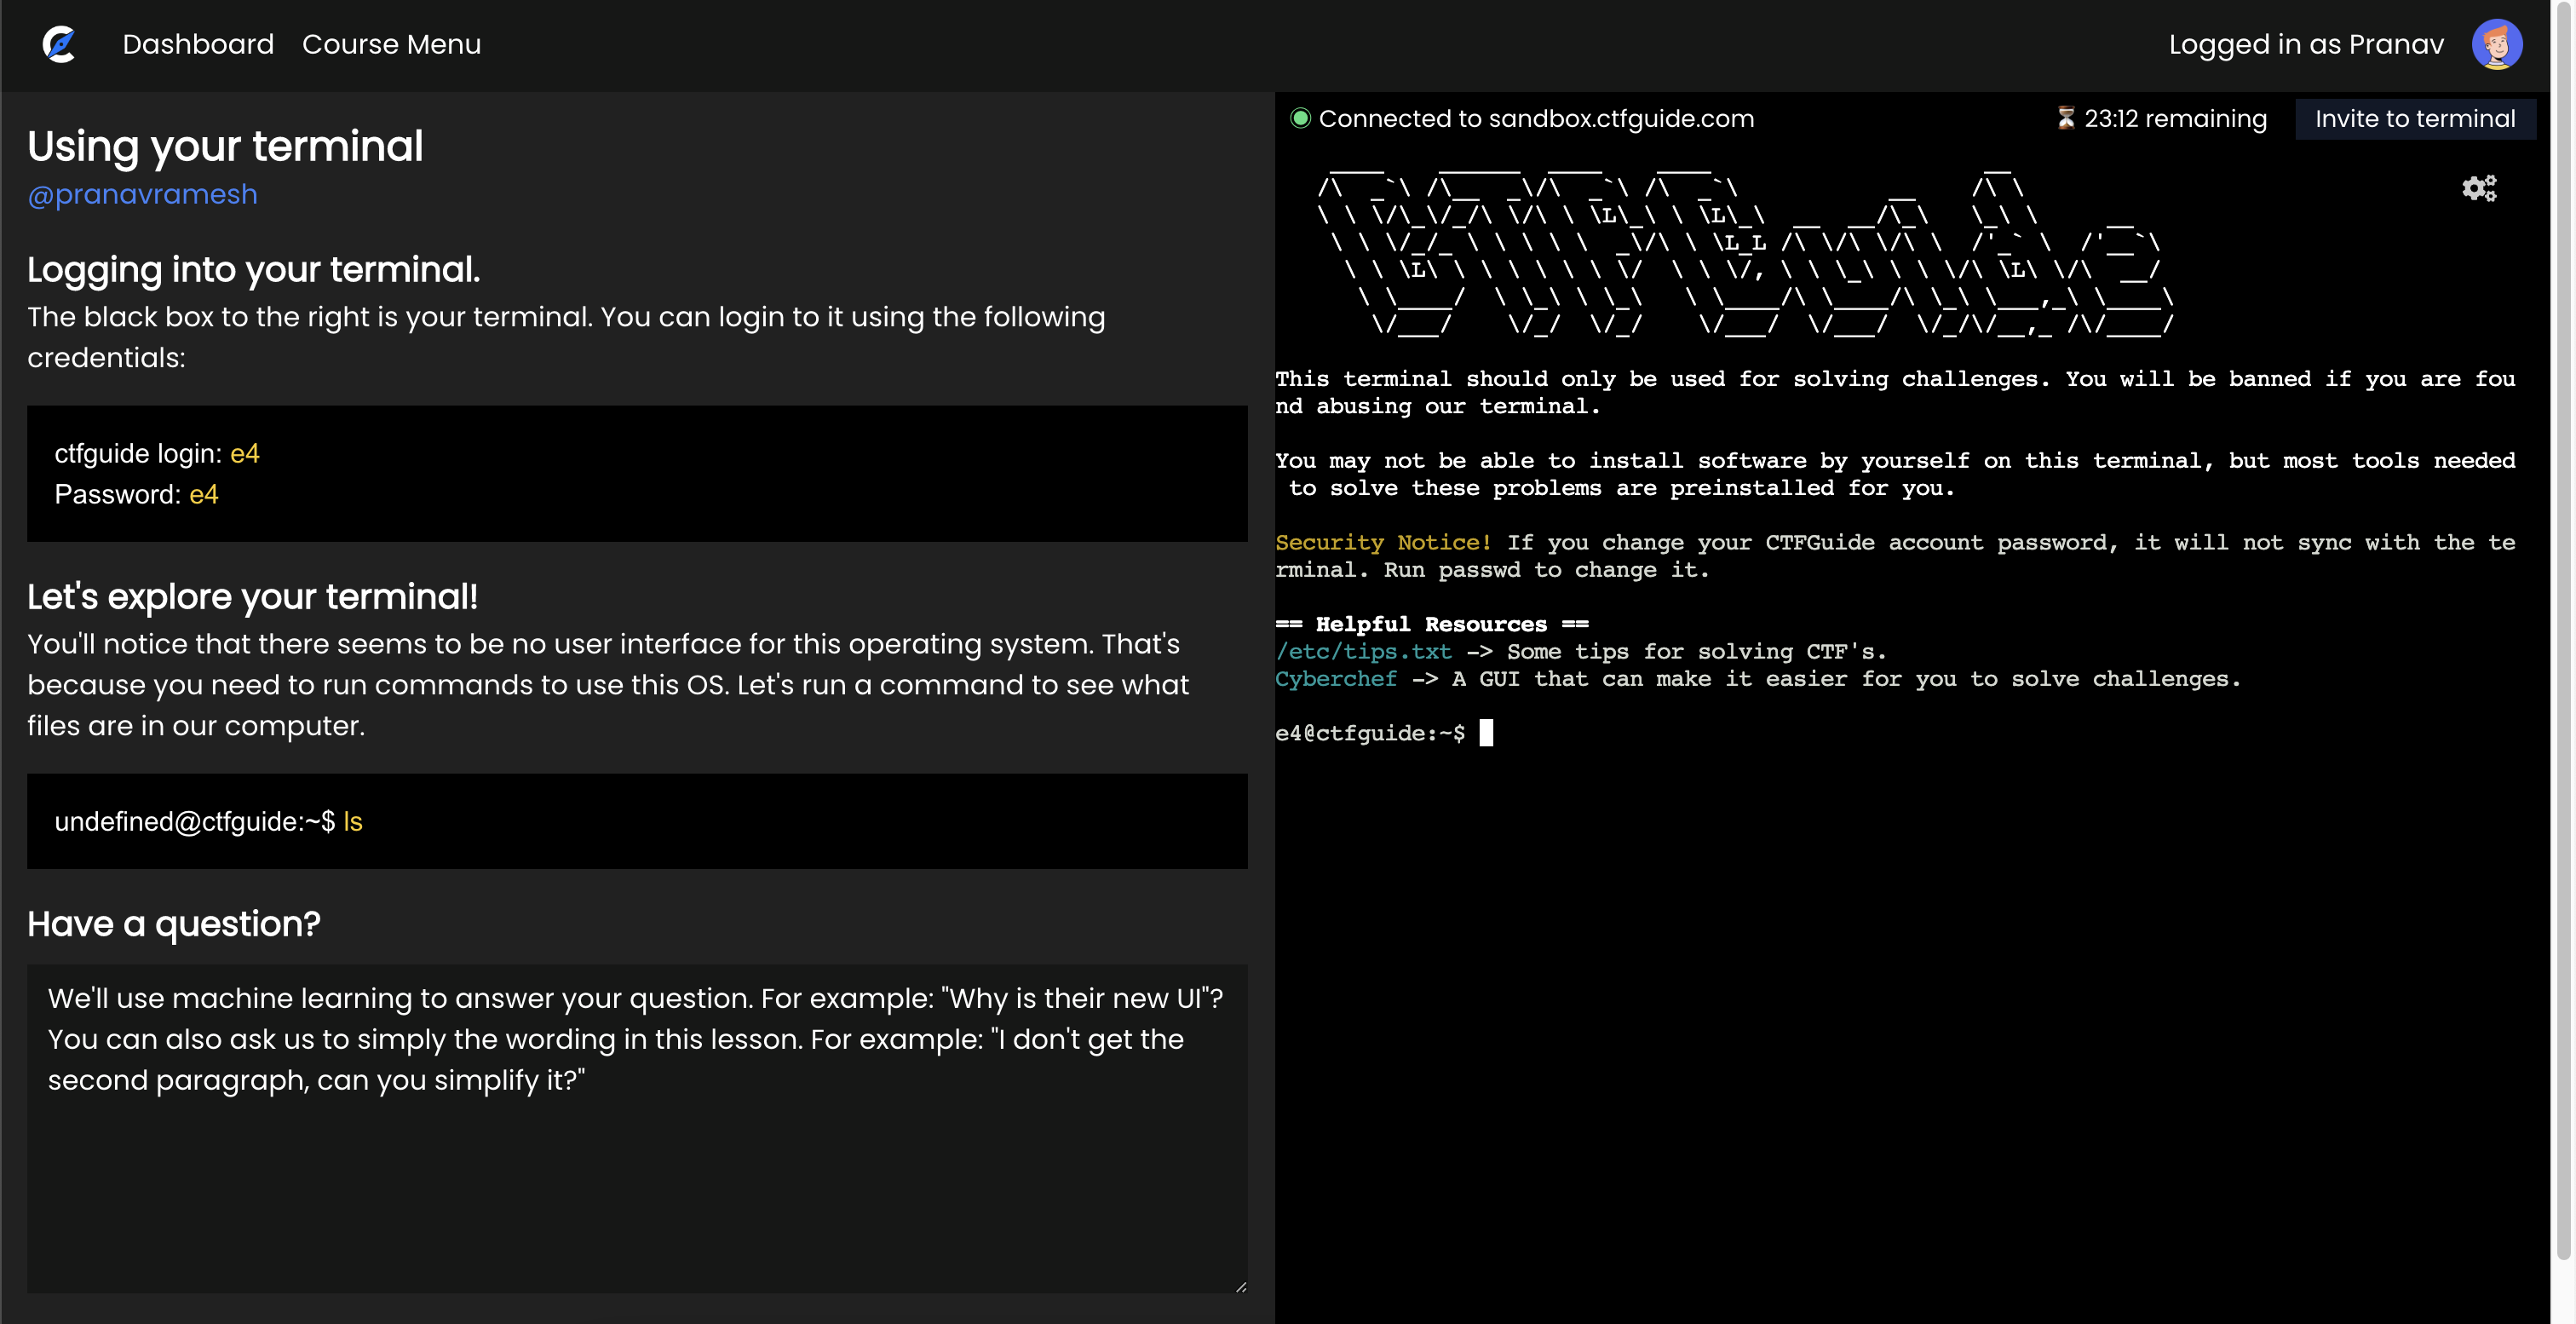 Dashboard Course Menu
Logged in as Pranav
Using your terminal
@pranavramesh
Logging into your terminal.
The black box to the right is your terminal. You can login to it using the following
credentials:
ctfguide login: e4
Password: e4
Let's explore your terminal!
You'll notice that there seems to be no user interface for this operating system. That's
because you need to run commands to use this OS. Let's run a command to see what
files are in our computer.
undefined@ctfguide:~$ ls
Have a question?
We'll use machine learning to answer your question. For example: "Why is their new UI"?
You can also ask us to simply the wording in this lesson. For example: "I don't get the
second paragraph, can you simplify it?"
Connected to sandbox.ctfguide.com
⏳ 23:12 remaining
Invite to terminal
CTFGuide
This terminal should only be used for solving challenges. You will be banned if you are fou
nd abusing our terminal.
You may not be able to install software by yourself on this terminal, but most tools needed
to solve these problems are preinstalled for you.
Security Notice! If you change your CTFGuide account password, it will not sync with the te
rminal. Run passwd to change it.
== Helpful Resources ==
/etc/tips.txt -> Some tips for solving CTF's.
Cyberchef -> A GUI that can make it easier for you to solve challenges.
e4@ctfguide:~$